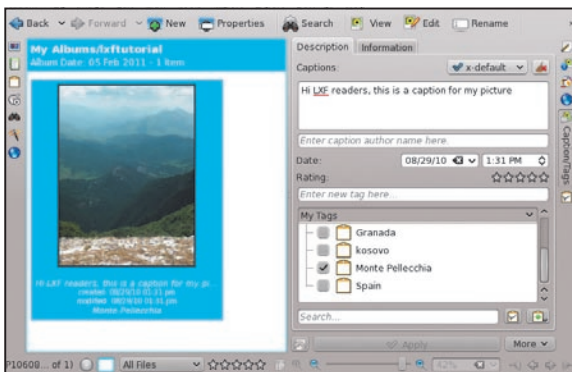 Back Forward New Properties Search View Edit Rename
My Albums/lxftutorial
Album Date: 05 Feb 2011 - 1 item
Hi LXF readers, this is a caption for my pi...
created: 08/29/10 01:31 pm
modified: 08/29/10 01:31 pm
Monte Pellecchia
Description Information
Captions: x-default
Hi LXF readers, this is a caption for my picture
Enter caption author name here.
Date: 08/29/10 1:31 PM
Rating:
Enter new tag here...
My Tags
Granada
kosovo
Monte Pellecchia
Spain
Search...
Apply More
Caption/Tags
P10608... of 1) All Files 42%